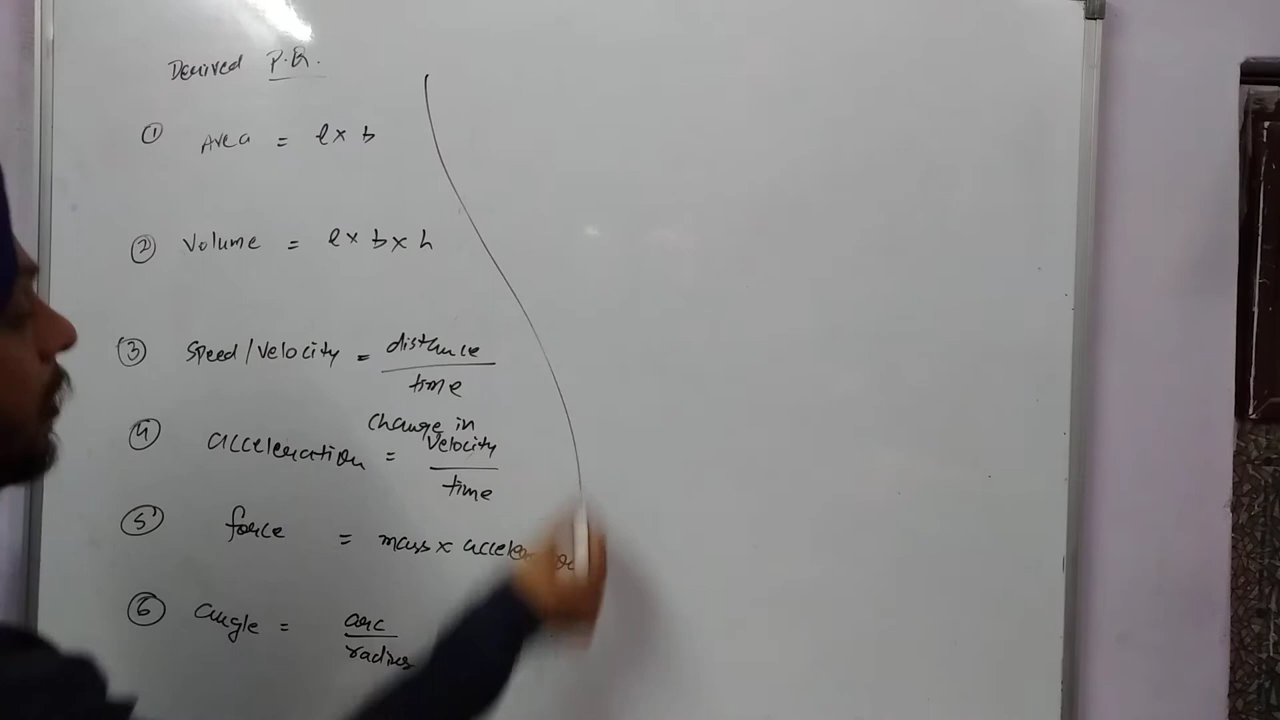 Derived P.Q.
① Area = l × b
② Volume = l × b × h
③ Speed/Velocity = distance
time
change in
④ acceleration = Velocity
time
⑤ force = mass ×
⑥ angle = arc
radius